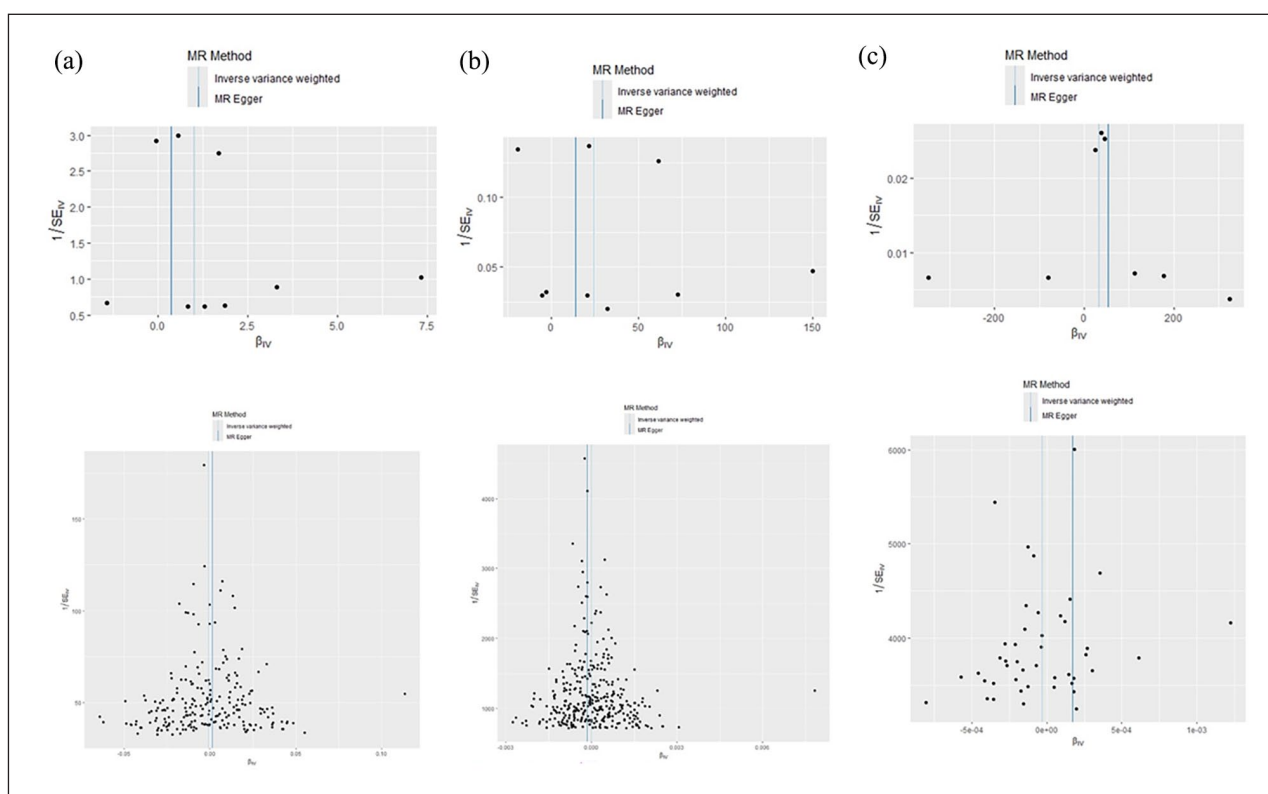 (a)
MR Method
Inverse variance weighted
MR Egger
3.0
2.5
2.0
1.5
1.0
0.5
1/SE_IV
0.0
2.5
5.0
7.5
β_IV
(b)
MR Method
Inverse variance weighted
MR Egger
0.10
0.05
1/SE_IV
0
50
100
150
β_IV
(c)
MR Method
Inverse variance weighted
MR Egger
0.02
0.01
1/SE_IV
-200
0
200
β_IV
MR Method
Inverse variance weighted
MR Egger
150
100
50
1/SE_IV
-0.05
0.00
0.05
0.10
β_IV
MR Method
Inverse variance weighted
MR Egger
4000
3000
2000
1000
1/SE_IV
-0.003
0.000
0.003
0.006
β_IV
MR Method
Inverse variance weighted
MR Egger
6000
5000
4000
1/SE_IV
-5e-04
0e+00
5e-04
1e-03
β_IV